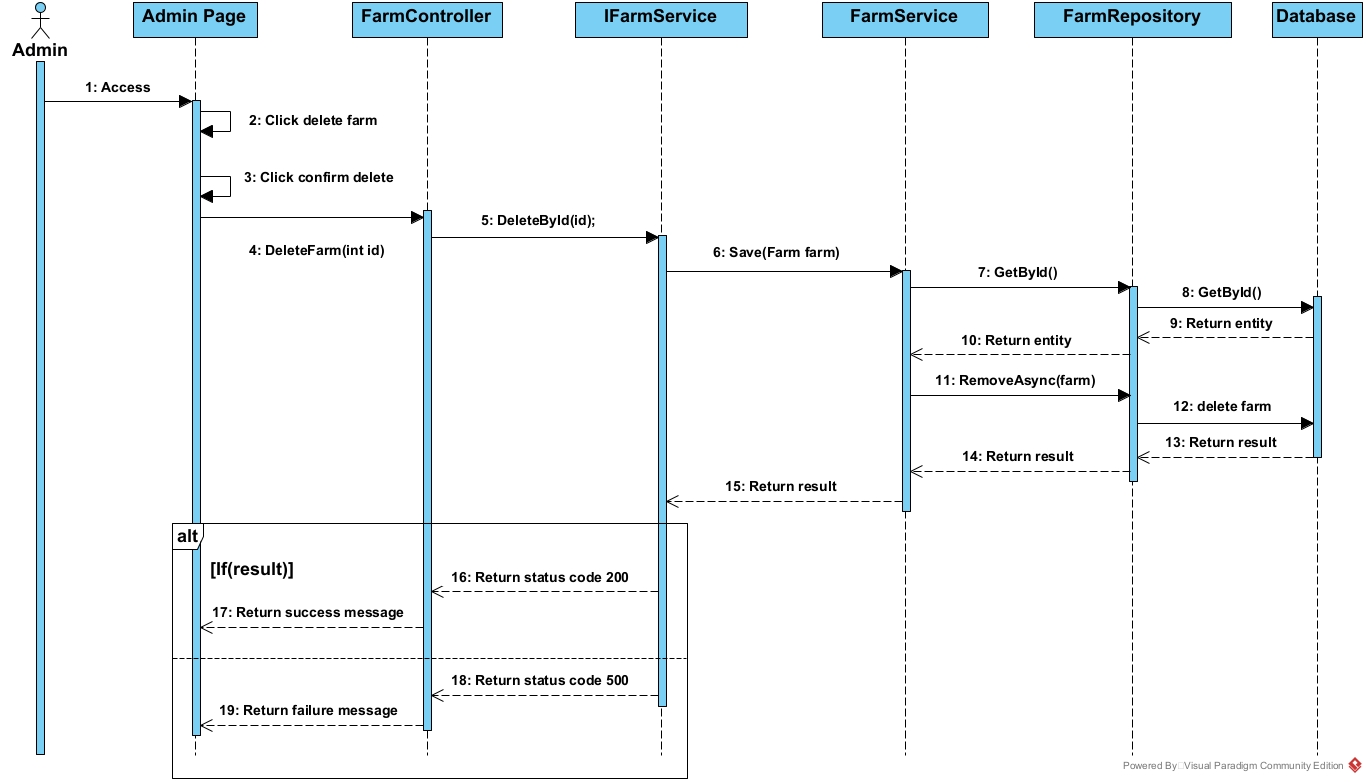 Admin
Admin Page
FarmController
IFarmService
FarmService
FarmRepository
Database
1: Access
2: Click delete farm
3: Click confirm delete
4: DeleteFarm(int id)
5: DeleteById(id);
6: Save(Farm farm)
7: GetById()
8: GetById()
9: Return entity
10: Return entity
11: RemoveAsync(farm)
12: delete farm
13: Return result
14: Return result
15: Return result
alt
[If(result)]
16: Return status code 200
17: Return success message
18: Return status code 500
19: Return failure message
Powered By Visual Paradigm Community Edition